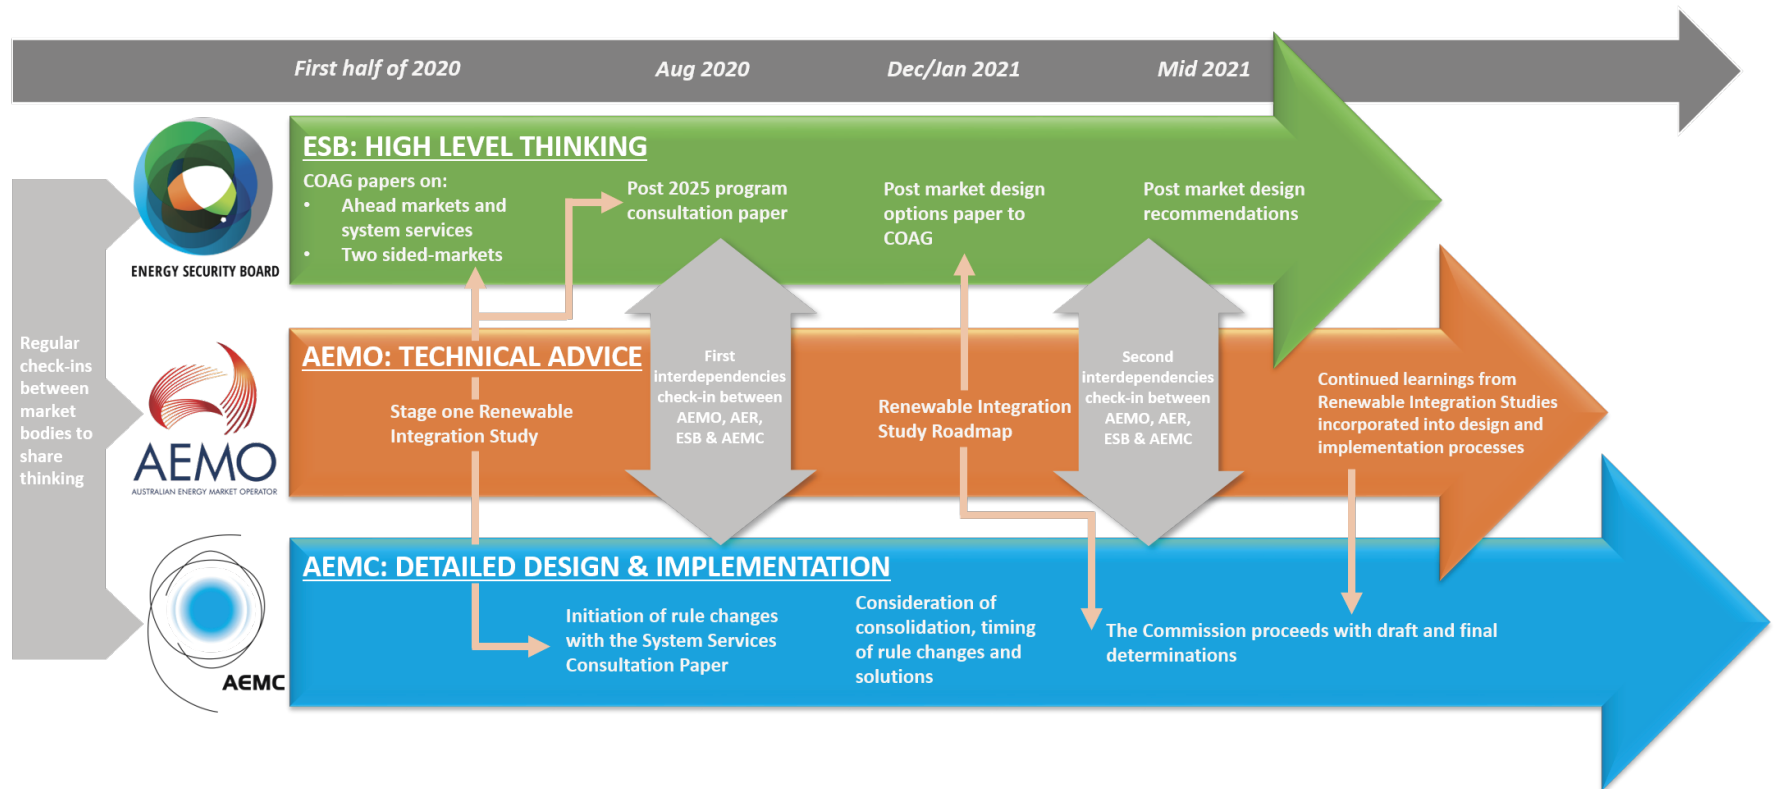 First half of 2020
Aug 2020
Dec/Jan 2021
Mid 2021
ESB: HIGH LEVEL THINKING
COAG papers on:
• Ahead markets and
system services
• Two sided-markets
Post 2025 program
consultation paper
Post market design
options paper to
COAG
Post market design
recommendations
ENERGY SECURITY BOARD
Regular
check-ins
between
market
bodies to
share
thinking
AEMO
AUSTRALIAN ENERGY MARKET OPERATOR
AEMO: TECHNICAL ADVICE
Stage one Renewable
Integration Study
First
interdependencies
check-in between
AEMO, AER,
ESB & AEMC
Renewable Integration
Study Roadmap
Second
interdependencies
check-in between
AEMO, AER,
ESB & AEMC
Continued learnings from
Renewable Integration Studies
incorporated into design and
implementation processes
AEMC
AEMC: DETAILED DESIGN & IMPLEMENTATION
Initiation of rule changes
with the System Services
Consultation Paper
Consideration of
consolidation, timing
of rule changes and
solutions
The Commission proceeds with draft and final
determinations